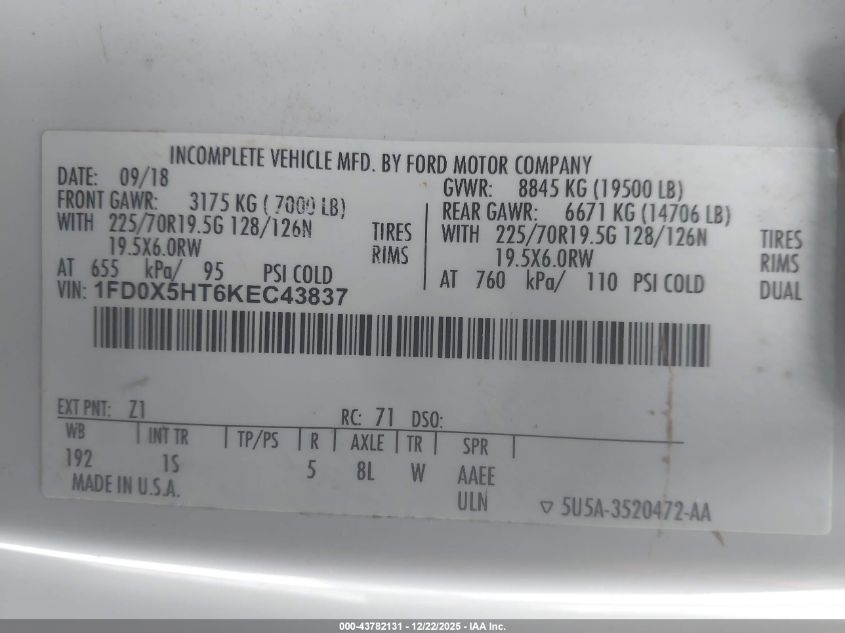 INCOMPLETE VEHICLE MFD. BY FORD MOTOR COMPANY
DATE: 09/18 GVWR: 8845 KG (19500 LB)
FRONT GAWR: 3175 KG ( 7000 LB) REAR GAWR: 6671 KG (14706 LB)
WITH 225/70R19.5G 128/126N TIRES WITH 225/70R19.5G 128/126N TIRES
19.5X6.0RW RIMS 19.5X6.0RW RIMS
AT 655 kPa/ 95 PSI COLD AT 760 kPa/ 110 PSI COLD DUAL
VIN: 1FD0X5HT6KEC43837
EXT PNT: Z1 RC: 71 DSO:
WB INT TR TP/PS R AXLE TR SPR
192 1S 5 8L W AAEE
MADE IN U.S.A. ULN ▽ 5U5A-3520472-AA
000-43782131 - 12/22/2025 - IAA Inc.